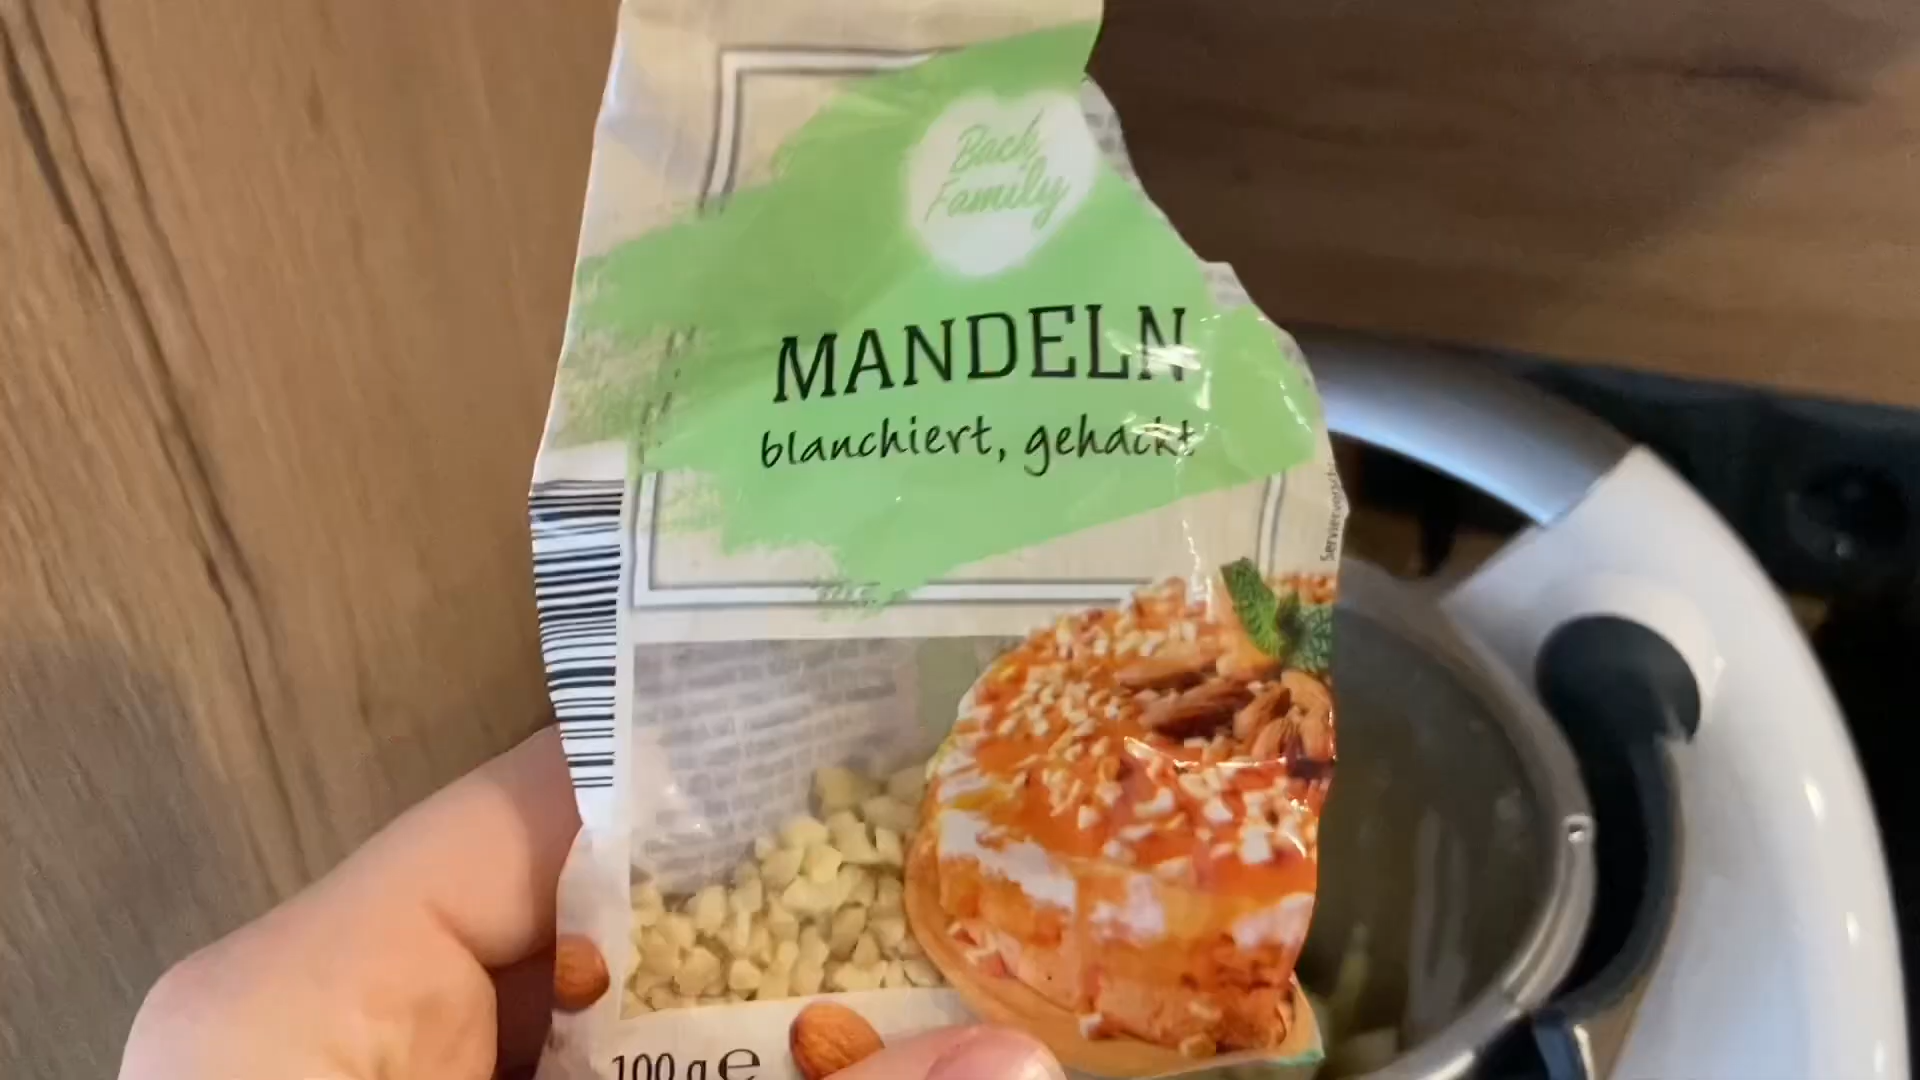 Back
Family
MANDELN
blanchiert, gehackt
100 g e